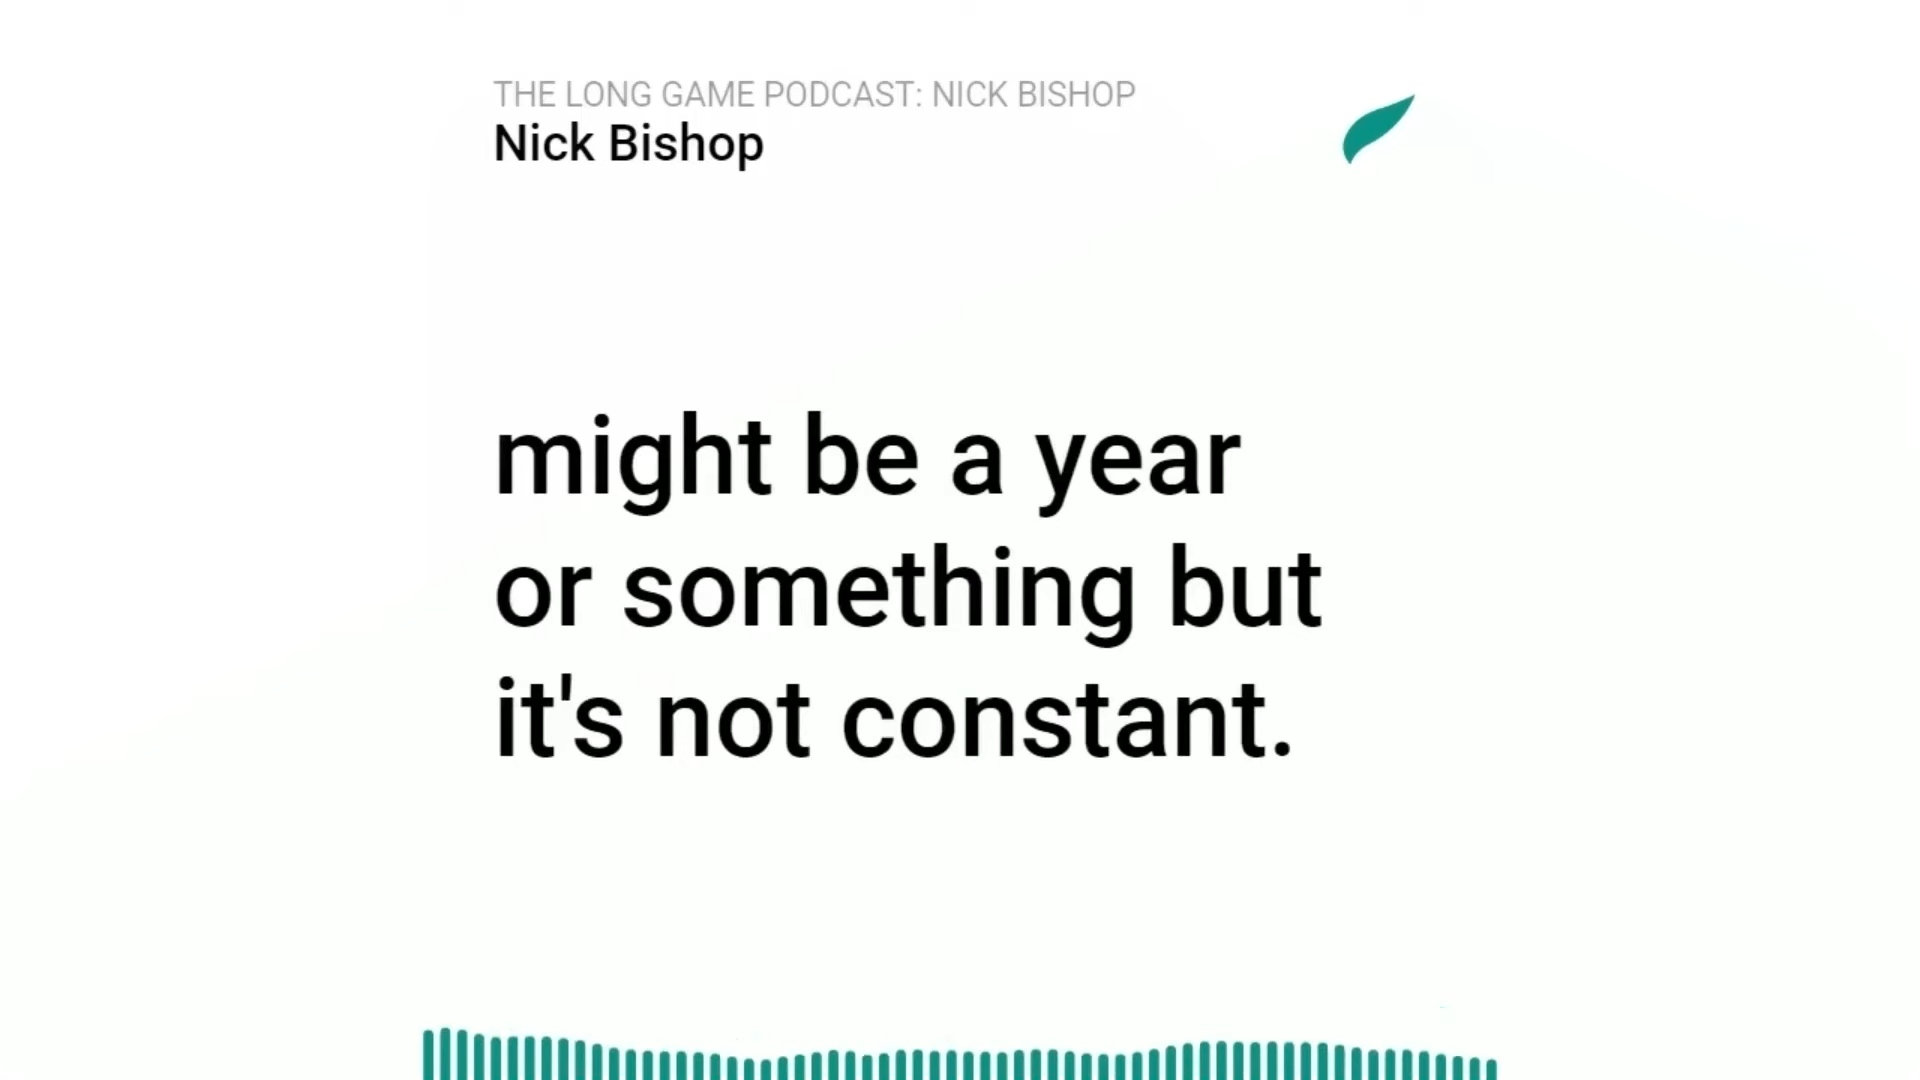 THE LONG GAME PODCAST: NICK BISHOP
Nick Bishop
might be a year
or something but
it's not constant.